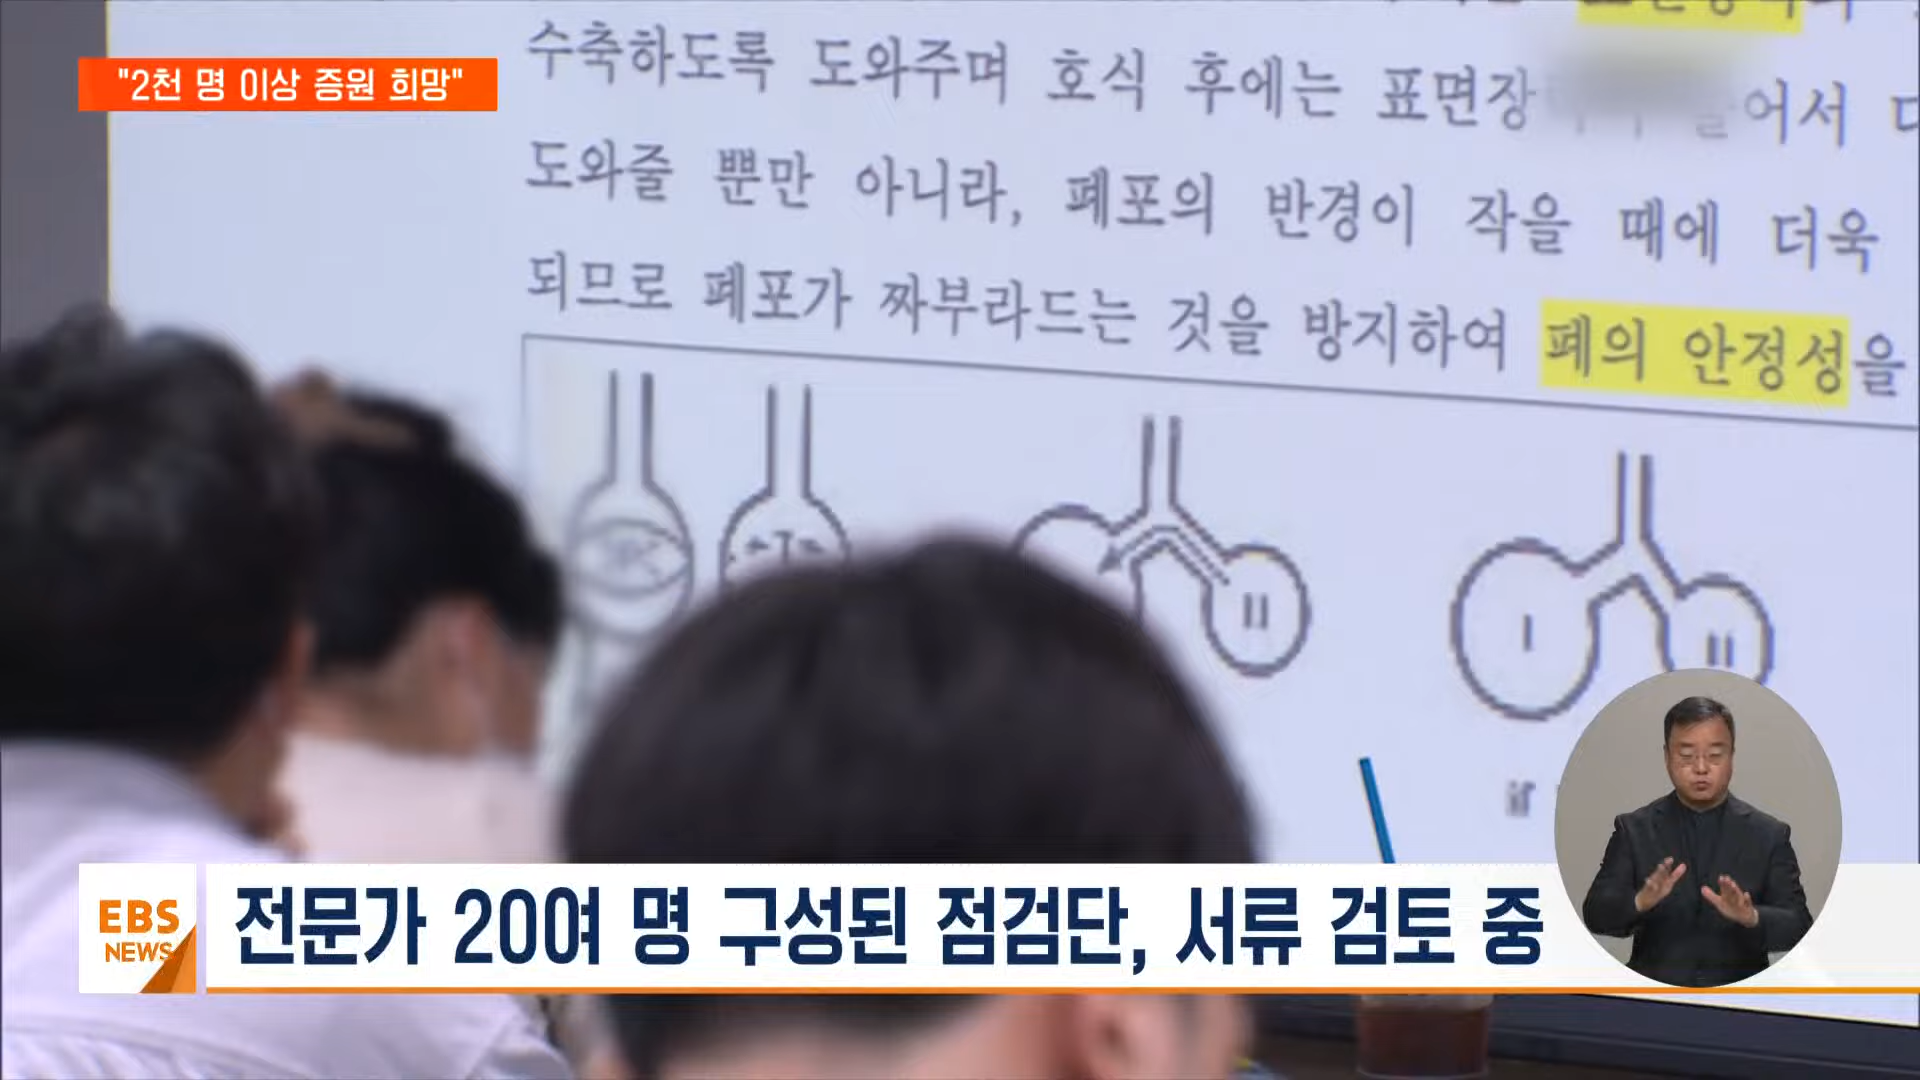 "2천 명 이상 증원 희망"
수축하도록 도와주며 호식 후에는 표면장 어서
도와줄 뿐만 아니라, 폐포의 반경이 작을 때에 더욱
되므로 폐포가 짜부라드는 것을 방지하여 폐의 안정성을
II
I
II
if
EBS
NEWS
전문가 20여 명 구성된 점검단, 서류 검토 중